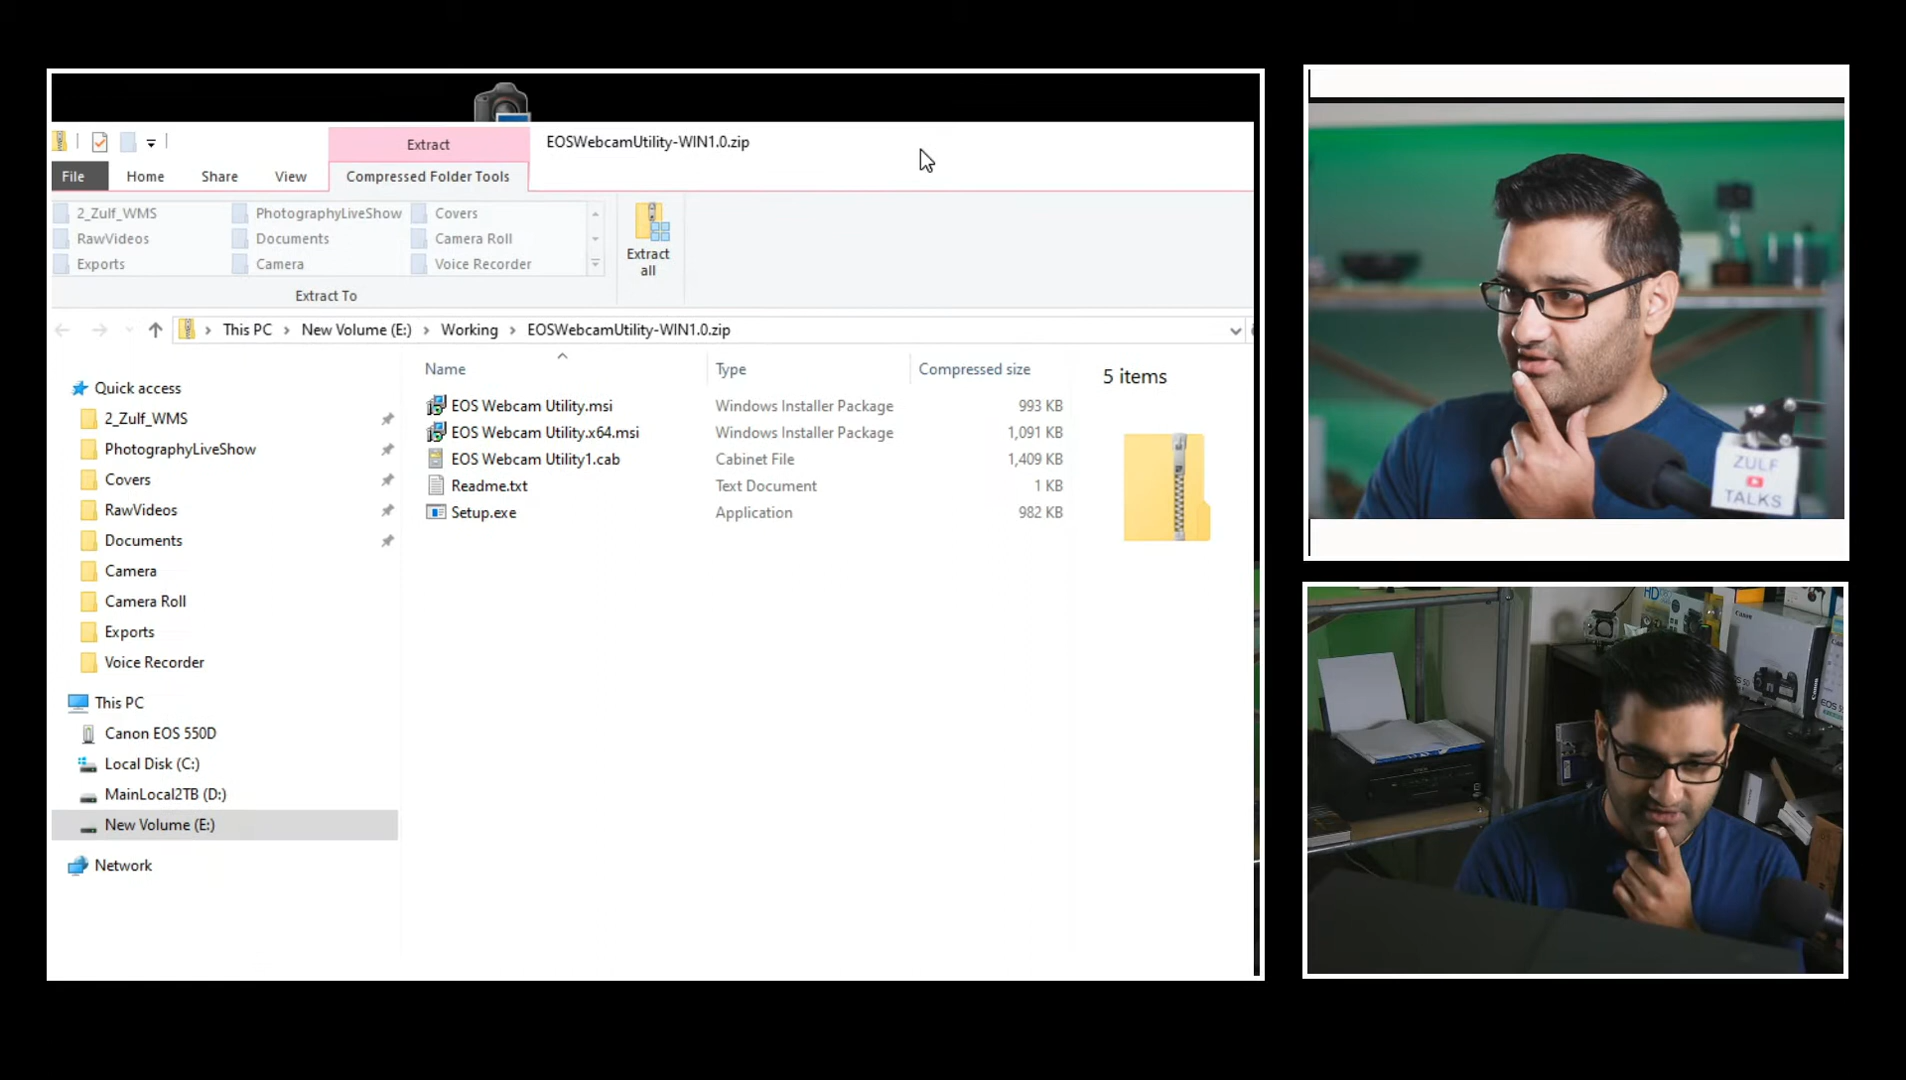 EOSWebcamUtility-WIN1.0.zip
Extract
File Home Share View Compressed Folder Tools
2_Zulf_WMS PhotographyLiveShow Covers
RawVideos Documents Camera Roll
Exports Camera Voice Recorder
Extract all
Extract To
This PC > New Volume (E:) > Working > EOSWebcamUtility-WIN1.0.zip
Name Type Compressed size
EOS Webcam Utility.msi Windows Installer Package 993 KB
EOS Webcam Utility.x64.msi Windows Installer Package 1,091 KB
EOS Webcam Utility1.cab Cabinet File 1,409 KB
Readme.txt Text Document 1 KB
Setup.exe Application 982 KB
5 items
Quick access
2_Zulf_WMS
PhotographyLiveShow
Covers
RawVideos
Documents
Camera
Camera Roll
Exports
Voice Recorder
This PC
Canon EOS 550D
Local Disk (C:)
MainLocal2TB (D:)
New Volume (E:)
Network
ZULF
TALKS
HD
Canon
EOS 5D